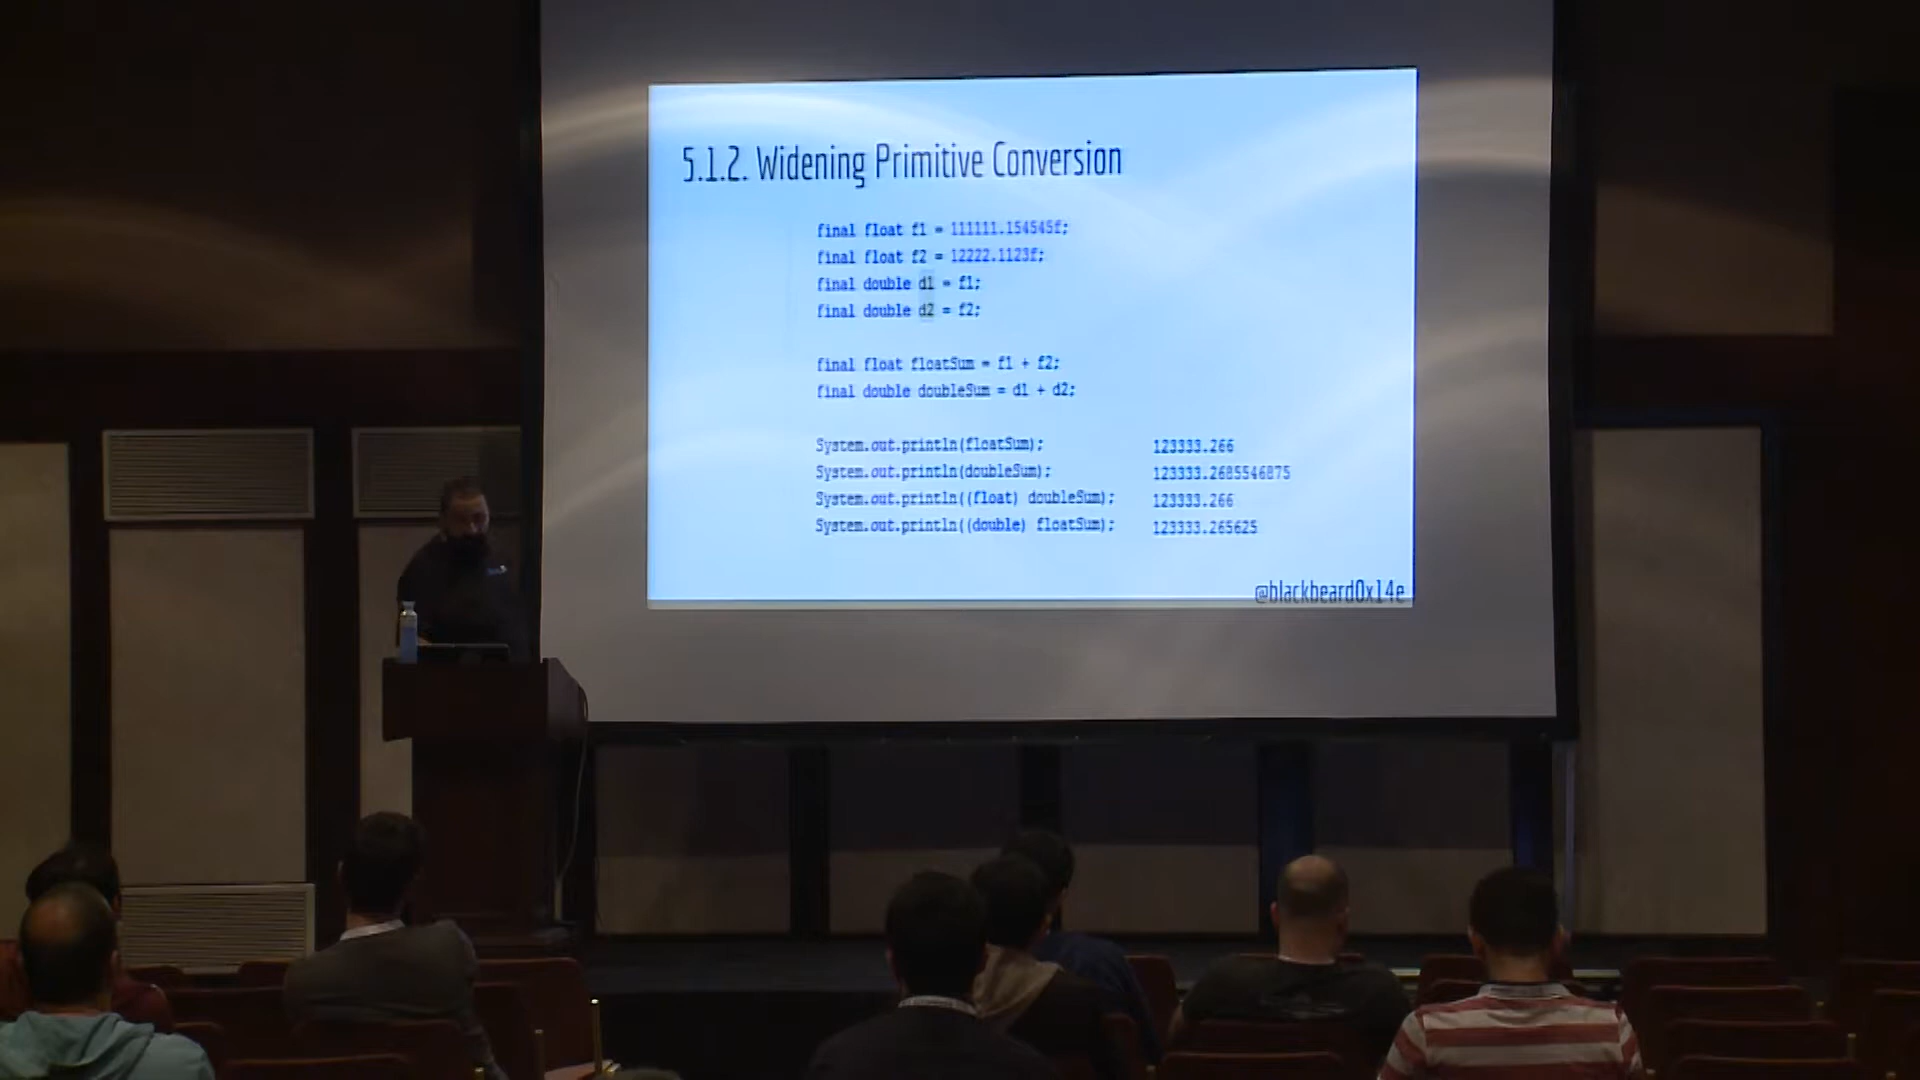 5.1.2. Widening Primitive Conversion
final float f1 = 111111.154545f;
final float f2 = 12222.1123f;
final double d1 = f1;
final double d2 = f2;
final float floatSum = f1 + f2;
final double doubleSum = d1 + d2;
System.out.println(floatSum); 123333.266
System.out.println(doubleSum); 123333.2685546875
System.out.println((float) doubleSum); 123333.266
System.out.println((double) floatSum); 123333.265625
@blackbeard0x14e